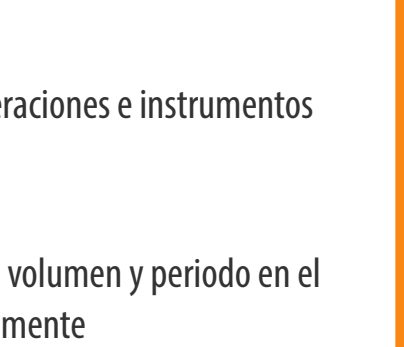 eraciones e instrumentos
volumen y periodo en el
mente